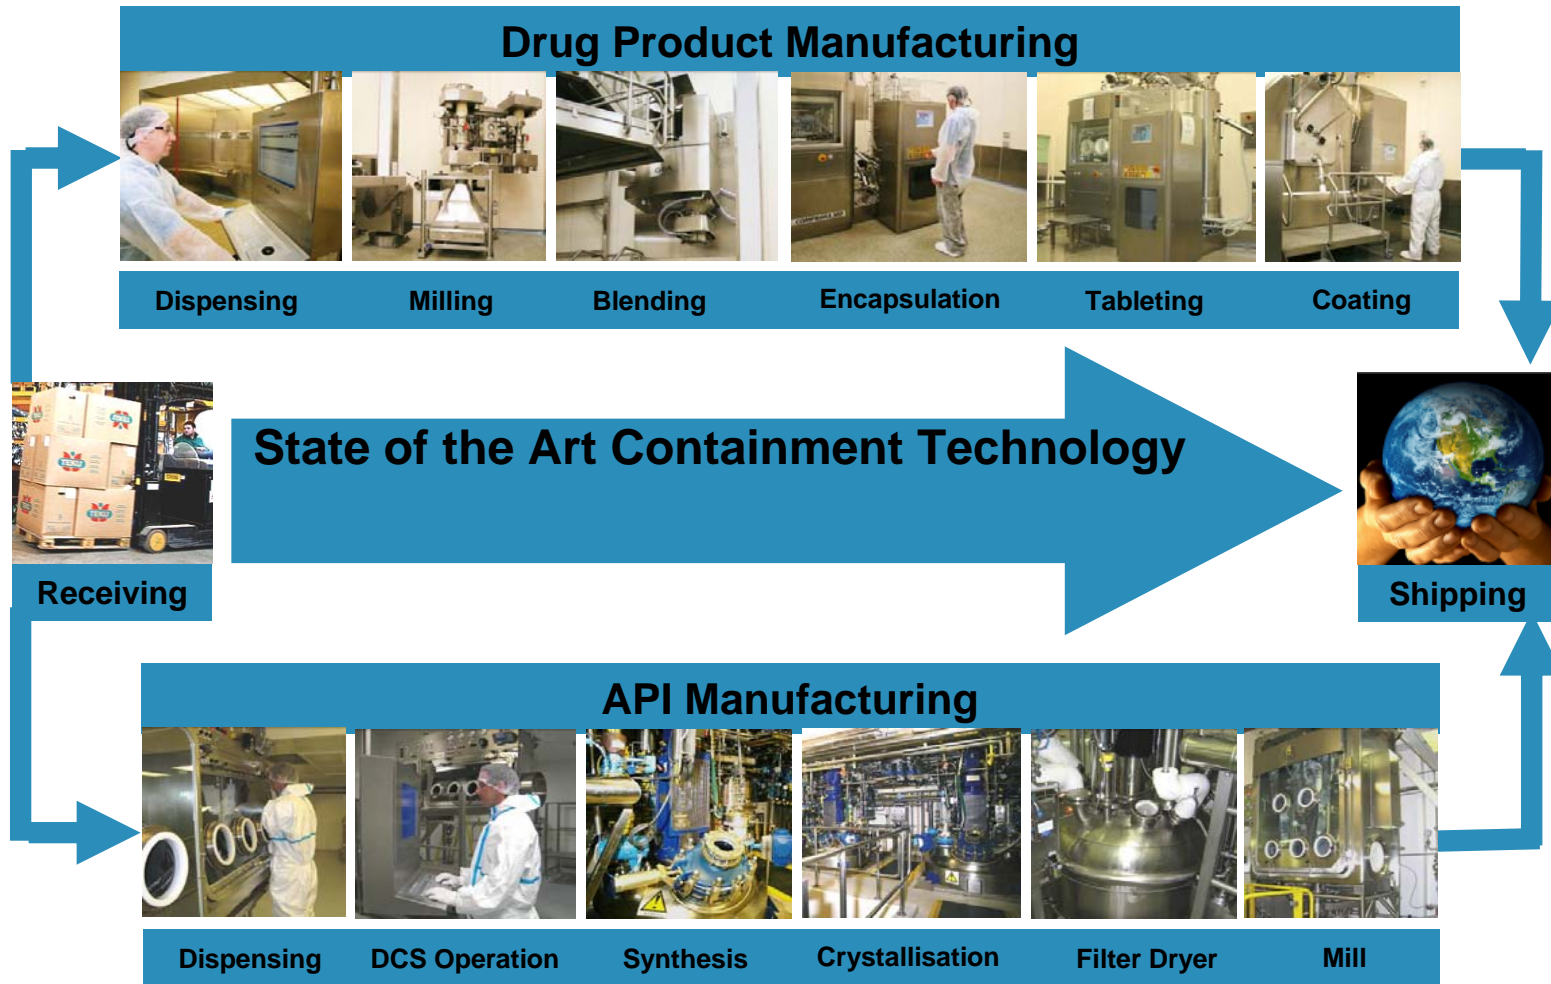 Drug Product Manufacturing
Dispensing
Milling
Blending
Encapsulation
Tableting
Coating
State of the Art Containment Technology
Receiving
Shipping
API Manufacturing
Dispensing
DCS Operation
Synthesis
Crystallisation
Filter Dryer
Mill